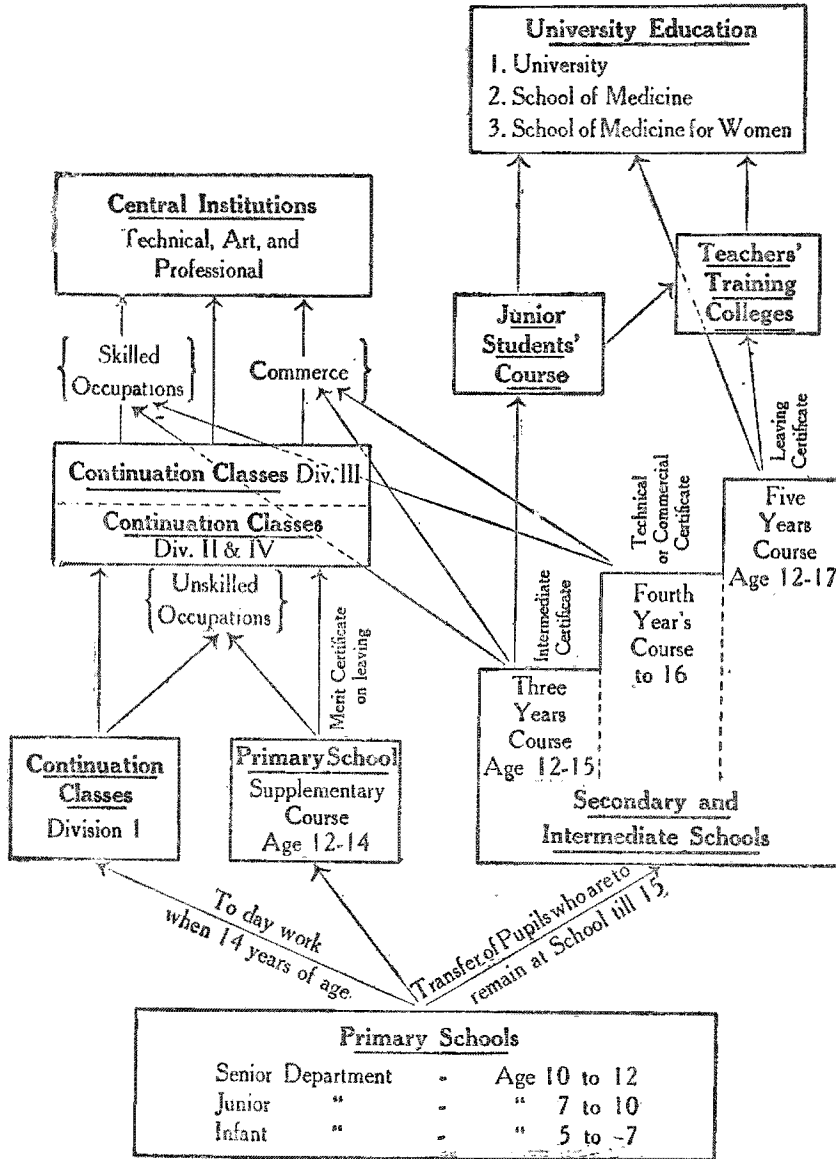 University Education
1. University
2. School of Medicine
3. School of Medicine for Women
Central Institutions
Technical, Art, and
Professional
Teachers'
Training
Colleges
Junior
Students'
Course
Skilled
Occupations
Commerce
Leaving
Certificate
Continuation Classes Div. III
Continuation Classes
Div. II & IV
Technical
or Commercial
Certificate
Five
Years
Course
Age 12-17
Unskilled
Occupations
Intermediate
Certificate
Fourth
Year's
Course
to 16
Merit Certificate
on leaving
Three
Years
Course
Age 12-15
Continuation
Classes
Division I
Primary School
Supplementary
Course
Age 12-14
Secondary and
Intermediate Schools
To day work
when 14 years of age.
Transfer of Pupils who are to
remain at School till 15
Primary Schools
Senior Department - Age 10 to 12
Junior " - " 7 to 10
Infant " - " 5 to -7